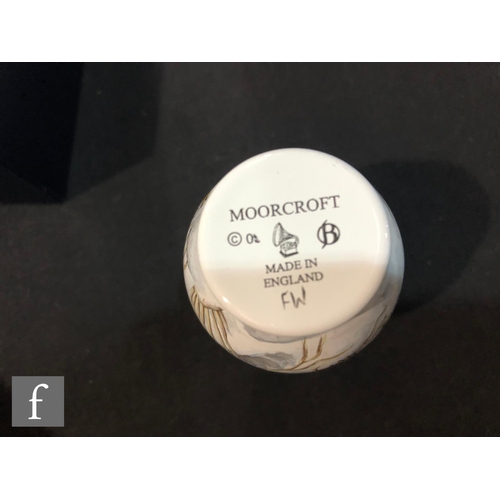 MOORCROFT
© 02 B
MADE IN
ENGLAND
FW
f